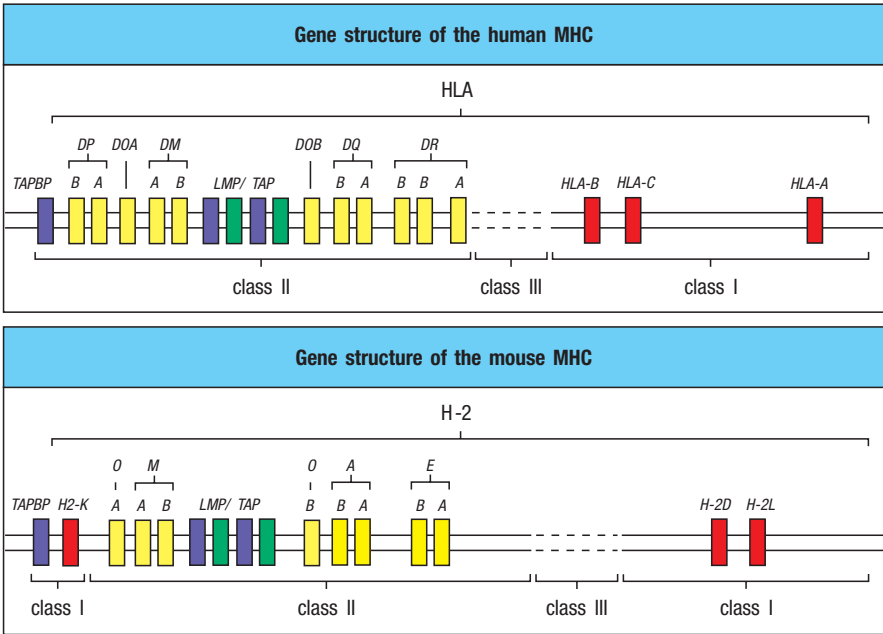 Gene structure of the human MHC
HLA
DP DOA DM DOB DQ DR
TAPBP B A A B LMP/ TAP B A B B A HLA-B HLA-C HLA-A
class II class III class I
Gene structure of the mouse MHC
H-2
O M O A E
TAPBP H2-K A A B LMP/ TAP B B A B A H-2D H-2L
class I class II class III class I